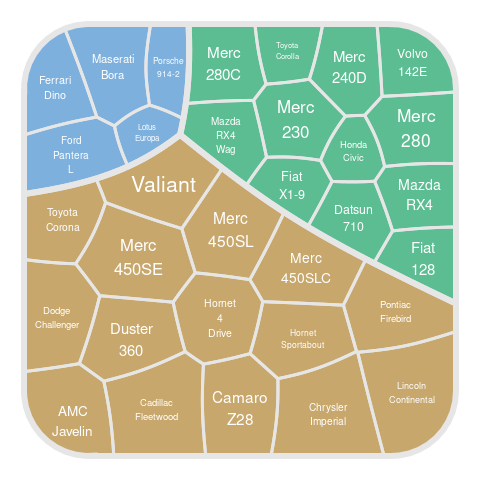 Ferrari
Dino
Maserati
Bora
Porsche
914-2
Ford
Pantera
L
Lotus
Europa
Merc
280C
Toyota
Corolla
Merc
240D
Volvo
142E
Mazda
RX4
Wag
Merc
230
Honda
Civic
Merc
280
Fiat
X1-9
Datsun
710
Mazda
RX4
Fiat
128
Valiant
Toyota
Corona
Merc
450SE
Merc
450SL
Merc
450SLC
Dodge
Challenger
Duster
360
Hornet
4
Drive
Hornet
Sportabout
Pontiac
Firebird
AMC
Javelin
Cadillac
Fleetwood
Camaro
Z28
Chrysler
Imperial
Lincoln
Continental